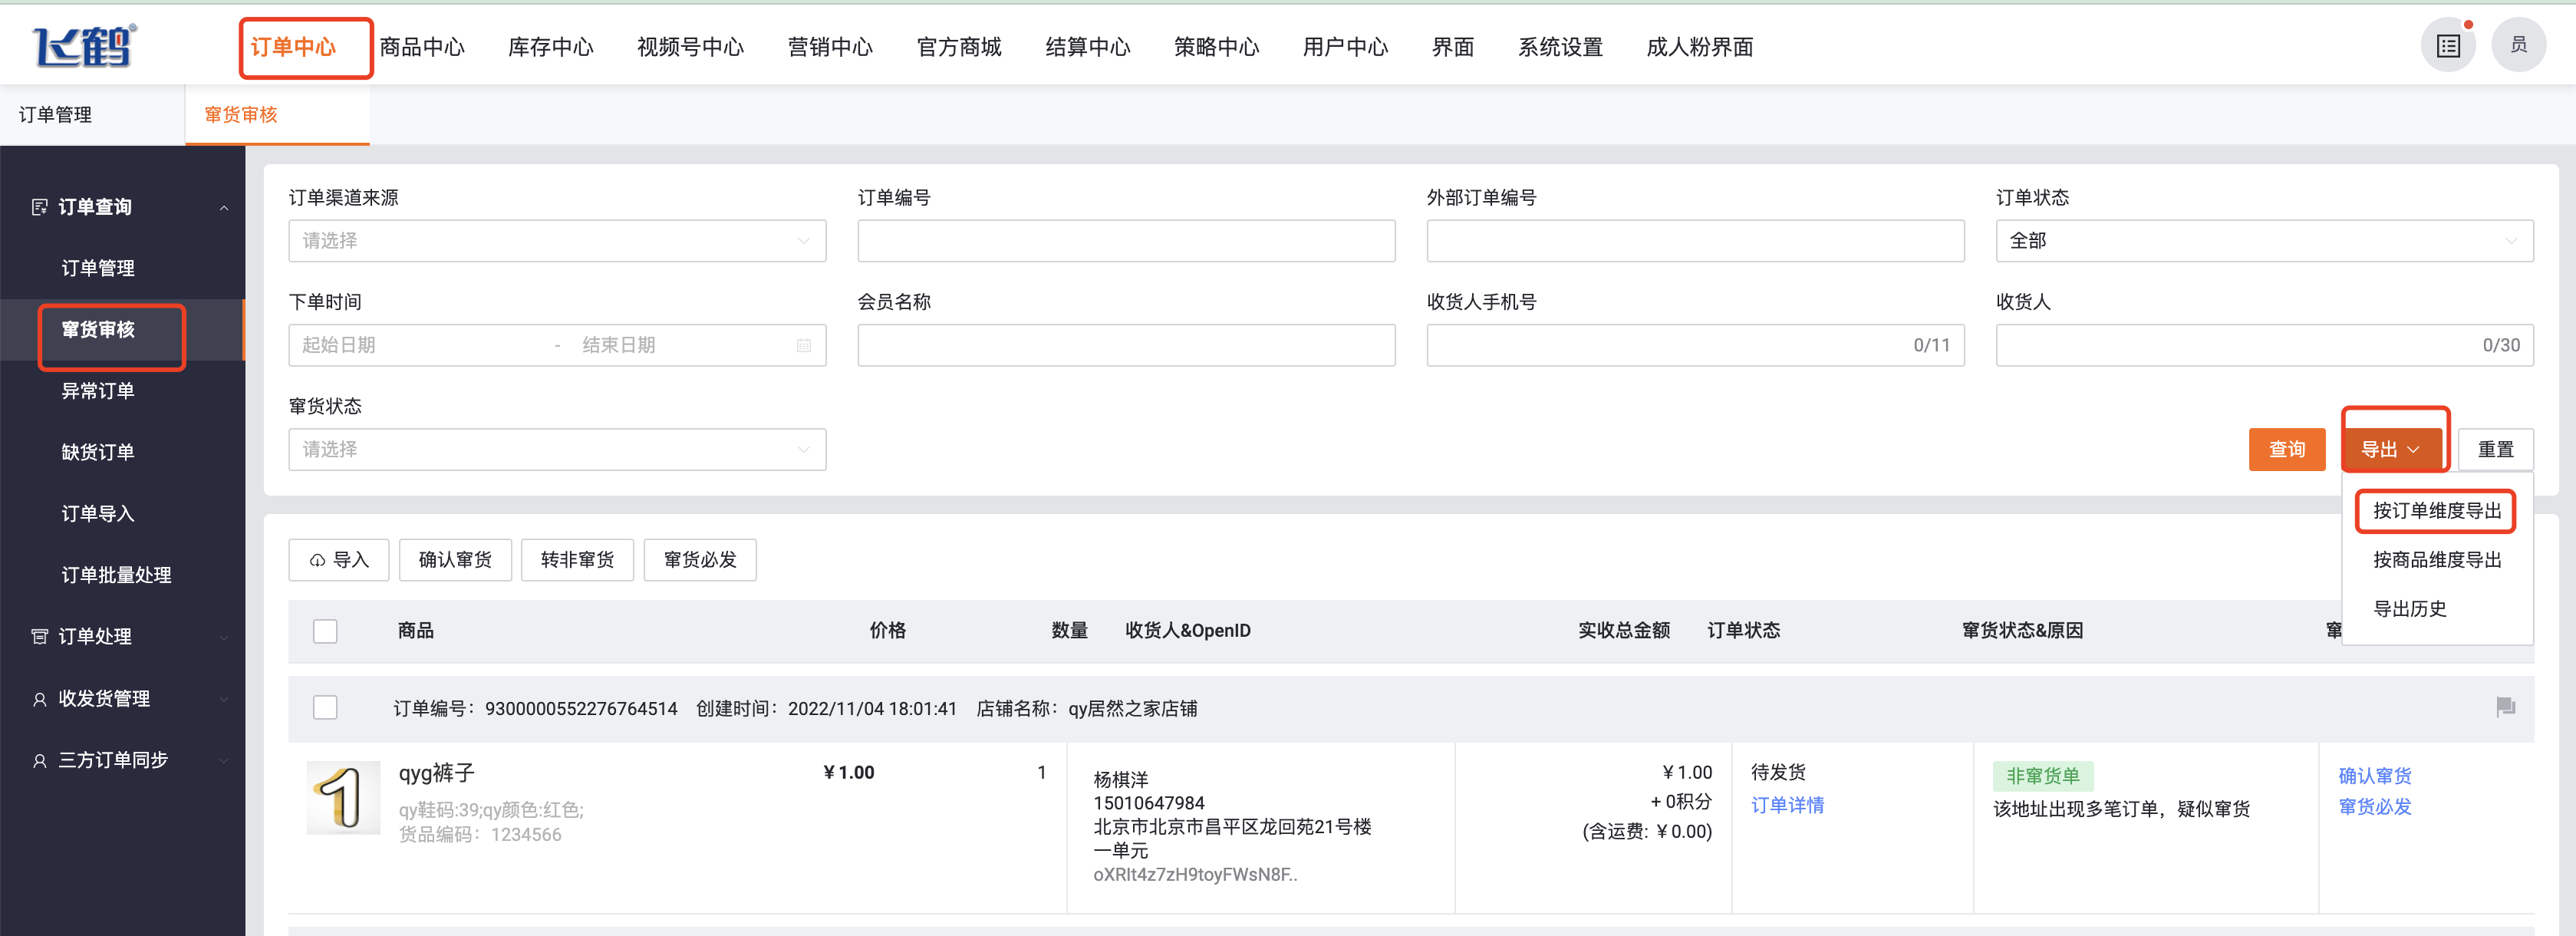 飞鹤
订单中心 商品中心 库存中心 视频号中心 营销中心 官方商城 结算中心 策略中心 用户中心 界面 系统设置 成人粉界面 员
订单管理 窜货审核
订单查询
订单管理
窜货审核
异常订单
缺货订单
订单导入
订单批量处理
订单处理
收发货管理
三方订单同步
订单渠道来源 订单编号 外部订单编号 订单状态
请选择 全部
下单时间 会员名称 收货人手机号 收货人
起始日期 - 结束日期 0/11 0/30
窜货状态
请选择 查询 导出 重置
按订单维度导出
按商品维度导出
导出历史
导入 确认窜货 转非窜货 窜货必发
商品 价格 数量 收货人&OpenID 实收总金额 订单状态 窜货状态&原因 窜
订单编号：9300000552276764514 创建时间：2022/11/04 18:01:41 店铺名称：qy居然之家店铺
qyg裤子 ￥1.00 1
qy鞋码:39;qy颜色:红色;
货品编码：1234566
杨棋洋
15010647984
北京市北京市昌平区龙回苑21号楼
一单元
oXRlt4z7zH9toyFWsN8F..
￥1.00
+ 0积分
(含运费: ￥0.00)
待发货
订单详情
非窜货单
该地址出现多笔订单，疑似窜货
确认窜货
窜货必发